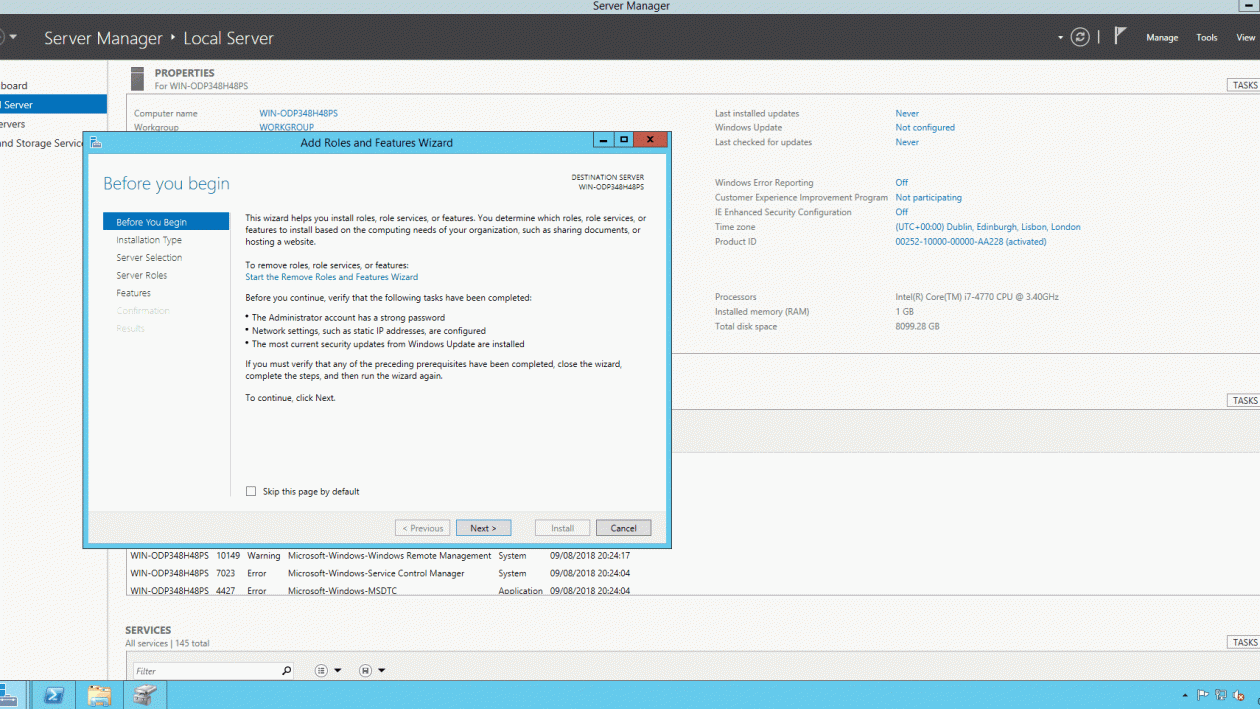 Server Manager
Server Manager ‣ Local Server
Manage Tools View
board
l Server
ervers
nd Storage Servic
PROPERTIES
For WIN-ODP348H48PS
TASKS
Computer name WIN-ODP348H48PS
Workgroup WORKGROUP
Last installed updates Never
Windows Update Not configured
Last checked for updates Never
Windows Error Reporting Off
Customer Experience Improvement Program Not participating
IE Enhanced Security Configuration Off
Time zone (UTC+00:00) Dublin, Edinburgh, Lisbon, London
Product ID 00252-10000-00000-AA228 (activated)
Processors Intel(R) Core(TM) i7-4770 CPU @ 3.40GHz
Installed memory (RAM) 1 GB
Total disk space 8099.28 GB
TASKS
Add Roles and Features Wizard
Before you begin
DESTINATION SERVER
WIN-ODP348H48PS
Before You Begin
Installation Type
Server Selection
Server Roles
Features
Confirmation
Results
This wizard helps you install roles, role services, or features. You determine which roles, role services, or
features to install based on the computing needs of your organization, such as sharing documents, or
hosting a website.
To remove roles, role services, or features:
Start the Remove Roles and Features Wizard
Before you continue, verify that the following tasks have been completed:
• The Administrator account has a strong password
• Network settings, such as static IP addresses, are configured
• The most current security updates from Windows Update are installed
If you must verify that any of the preceding prerequisites have been completed, close the wizard,
complete the steps, and then run the wizard again.
To continue, click Next.
Skip this page by default
< Previous Next > Install Cancel
WIN-ODP348H48PS 10149 Warning Microsoft-Windows-Windows Remote Management System 09/08/2018 20:24:17
WIN-ODP348H48PS 7023 Error Microsoft-Windows-Service Control Manager System 09/08/2018 20:24:04
WIN-ODP348H48PS 4427 Error Microsoft-Windows-MSDTC Application 09/08/2018 20:24:04
SERVICES
All services | 145 total
TASKS
Filter